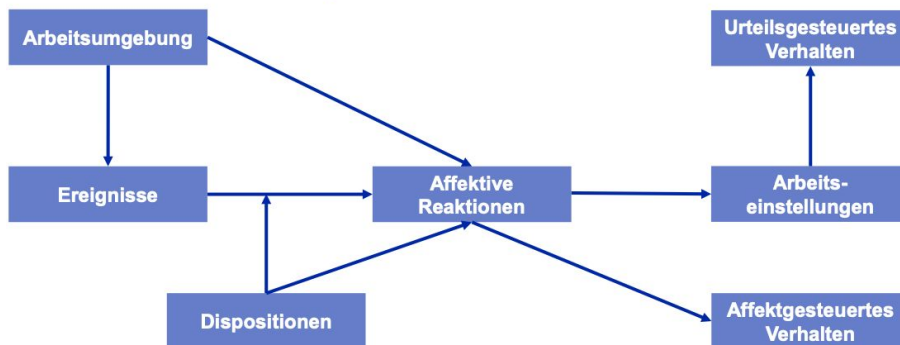 Arbeitsumgebung
Urteilsgesteuertes
Verhalten
Ereignisse
Affektive
Reaktionen
Arbeits-
einstellungen
Dispositionen
Affektgesteuertes
Verhalten